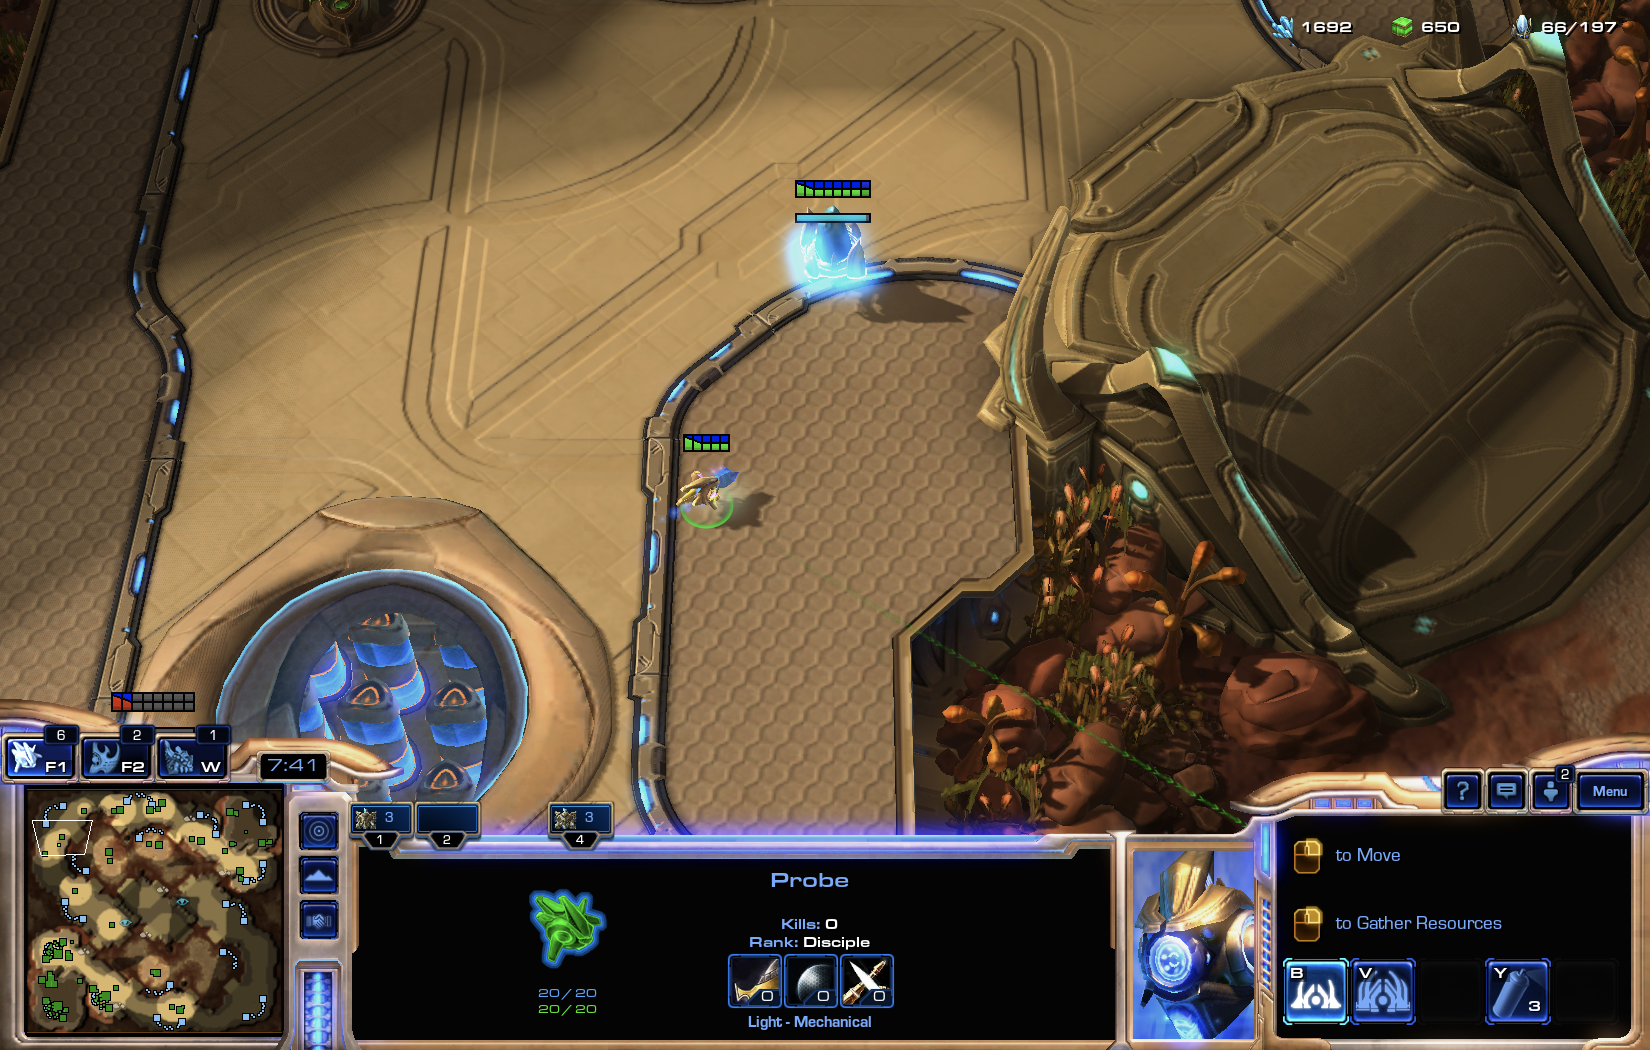 1692 650 66/197
6 2 1
F1 F2 W
7:41
3 3
1 2 4
2
? Menu
Probe
Kills: 0
Rank: Disciple
0 0 0
20/20
20/20
Light - Mechanical
to Move
to Gather Resources
B V Y
3